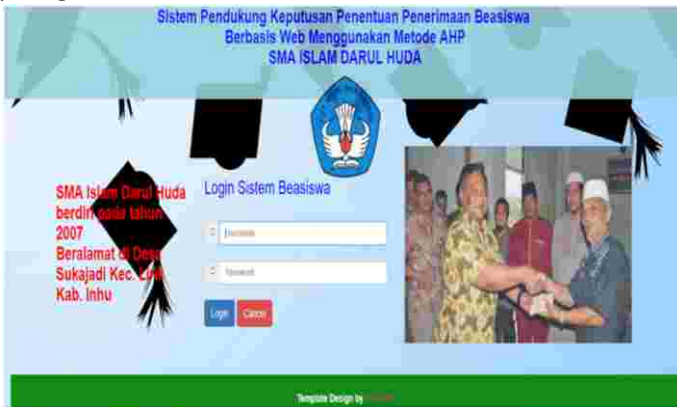 Sistem Pendukung Keputusan Penentuan Penerimaan Beasiswa
Berbasis Web Menggunakan Metode AHP
SMA ISLAM DARUL HUDA
SMA Islam Darul Huda
berdiri pada tahun
2007
Beralamat di Desa
Sukajadi Kec.
Kab. Inhu
Login Sistem Beasiswa
Username
Password
Login Cancel
Template Design by